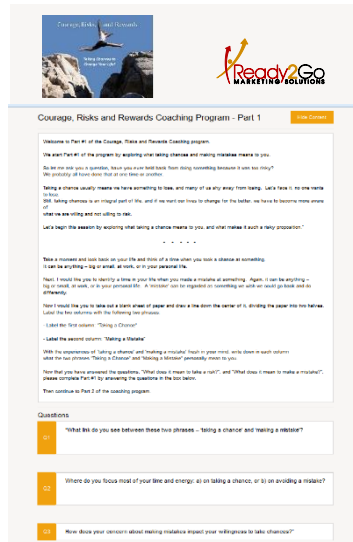 Courage, Risks, and Rewards
Taking Chances to
Change Your Life!
Ready2Go
MARKETING SOLUTIONS
Courage, Risks and Rewards Coaching Program - Part 1
Hide Content
Welcome to Part #1 of the Courage, Risks and Rewards Coaching program.
We start Part #1 of the program by exploring what taking chances and making mistakes means to you.
So let me ask you a question, have you ever held back from doing something because it was too risky?
We probably all have done that at one time or another.
Taking a chance usually means we have something to lose, and many of us shy away from losing. Let's face it, no one wants
to lose.
Still, taking chances is an integral part of life, and if we want our lives to change for the better, we have to become more aware
of
what we are willing and not willing to risk.
Let's begin this session by exploring what taking a chance means to you, and what makes it such a risky proposition."
- - - - -
Take a moment and look back on your life and think of a time when you took a chance at something.
It can be anything – big or small, at work, or in your personal life.
Next, I would like you to identify a time in your life when you made a mistake at something. Again, it can be anything –
big or small, at work, or in your personal life. A 'mistake' can be regarded as something we wish we could go back and do
differently.
Now I would like you to take out a blank sheet of paper and draw a line down the center of it, dividing the paper into two halves.
Label the two columns with the following two phrases.
- Label the first column "Taking a Chance"
- Label the second column "Making a Mistake"
With the experiences of 'taking a chance' and 'making a mistake' fresh in your mind, write down in each column
what the two phrases "Taking a Chance" and "Making a Mistake" personally mean to you.
Now that you have answered the questions, "What does it mean to take a risk?", and "What does it mean to make a mistake?",
please complete Part #1 by answering the questions in the box below.
Then continue to Part 2 of the coaching program.
Questions
Q1
"What link do you see between these two phrases – 'taking a chance' and 'making a mistake'?
Q2
Where do you focus most of your time and energy: a) on taking a chance, or b) on avoiding a mistake?
Q3
How does your concern about making mistakes impact your willingness to take chances?"